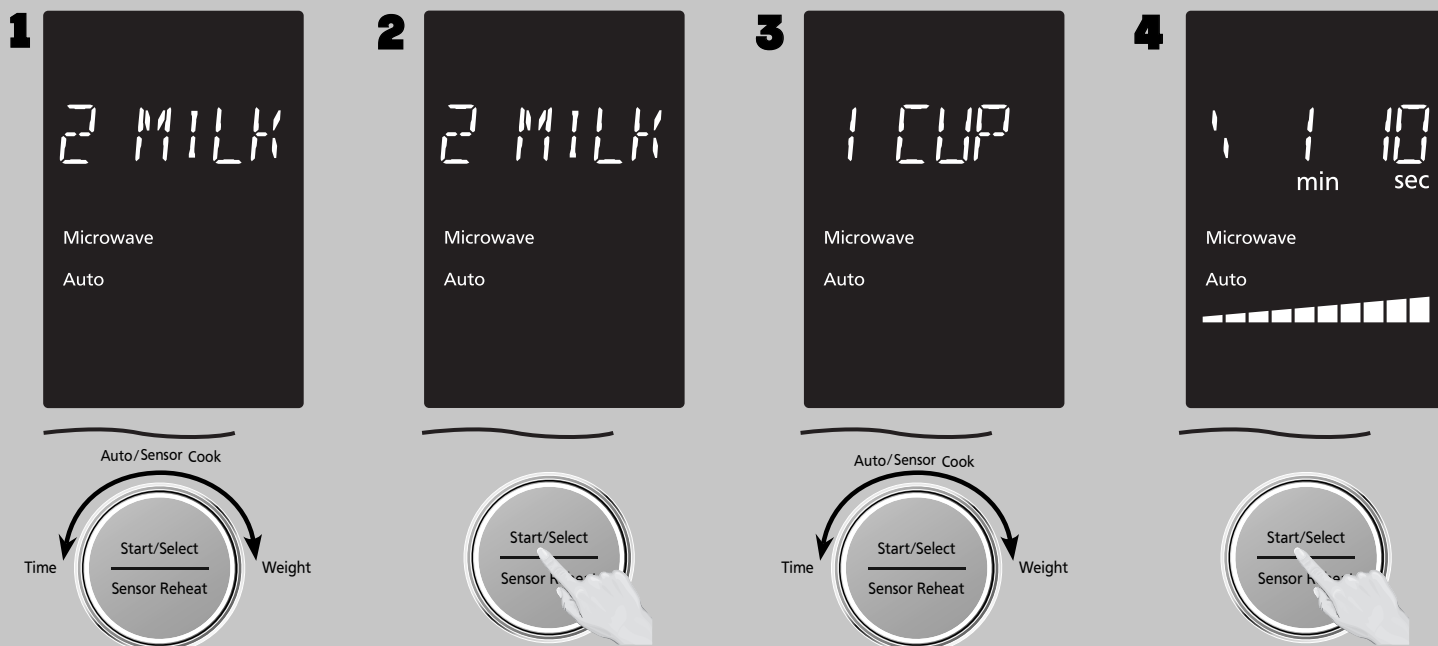 1
2 MILK
Microwave
Auto
Auto/Sensor Cook
Time
Weight
Start/Select
Sensor Reheat
2
2 MILK
Microwave
Auto
Start/Select
Sensor
3
1 CUP
Microwave
Auto
Auto/Sensor Cook
Time
Weight
Start/Select
Sensor Reheat
4
1 10
min sec
Microwave
Auto
Start/Select
Sensor